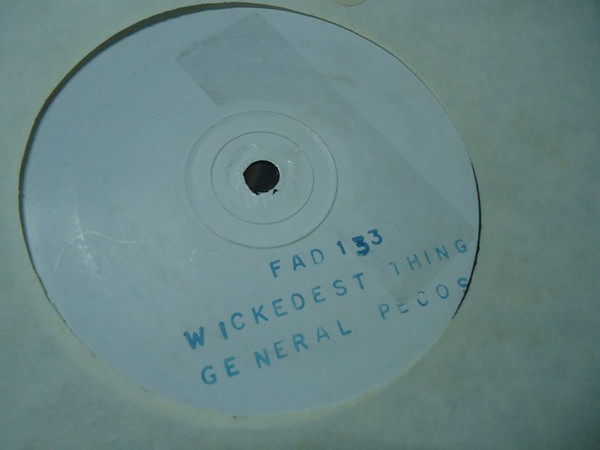 FAD 133
WICKEDEST THING
GENERAL PECOS